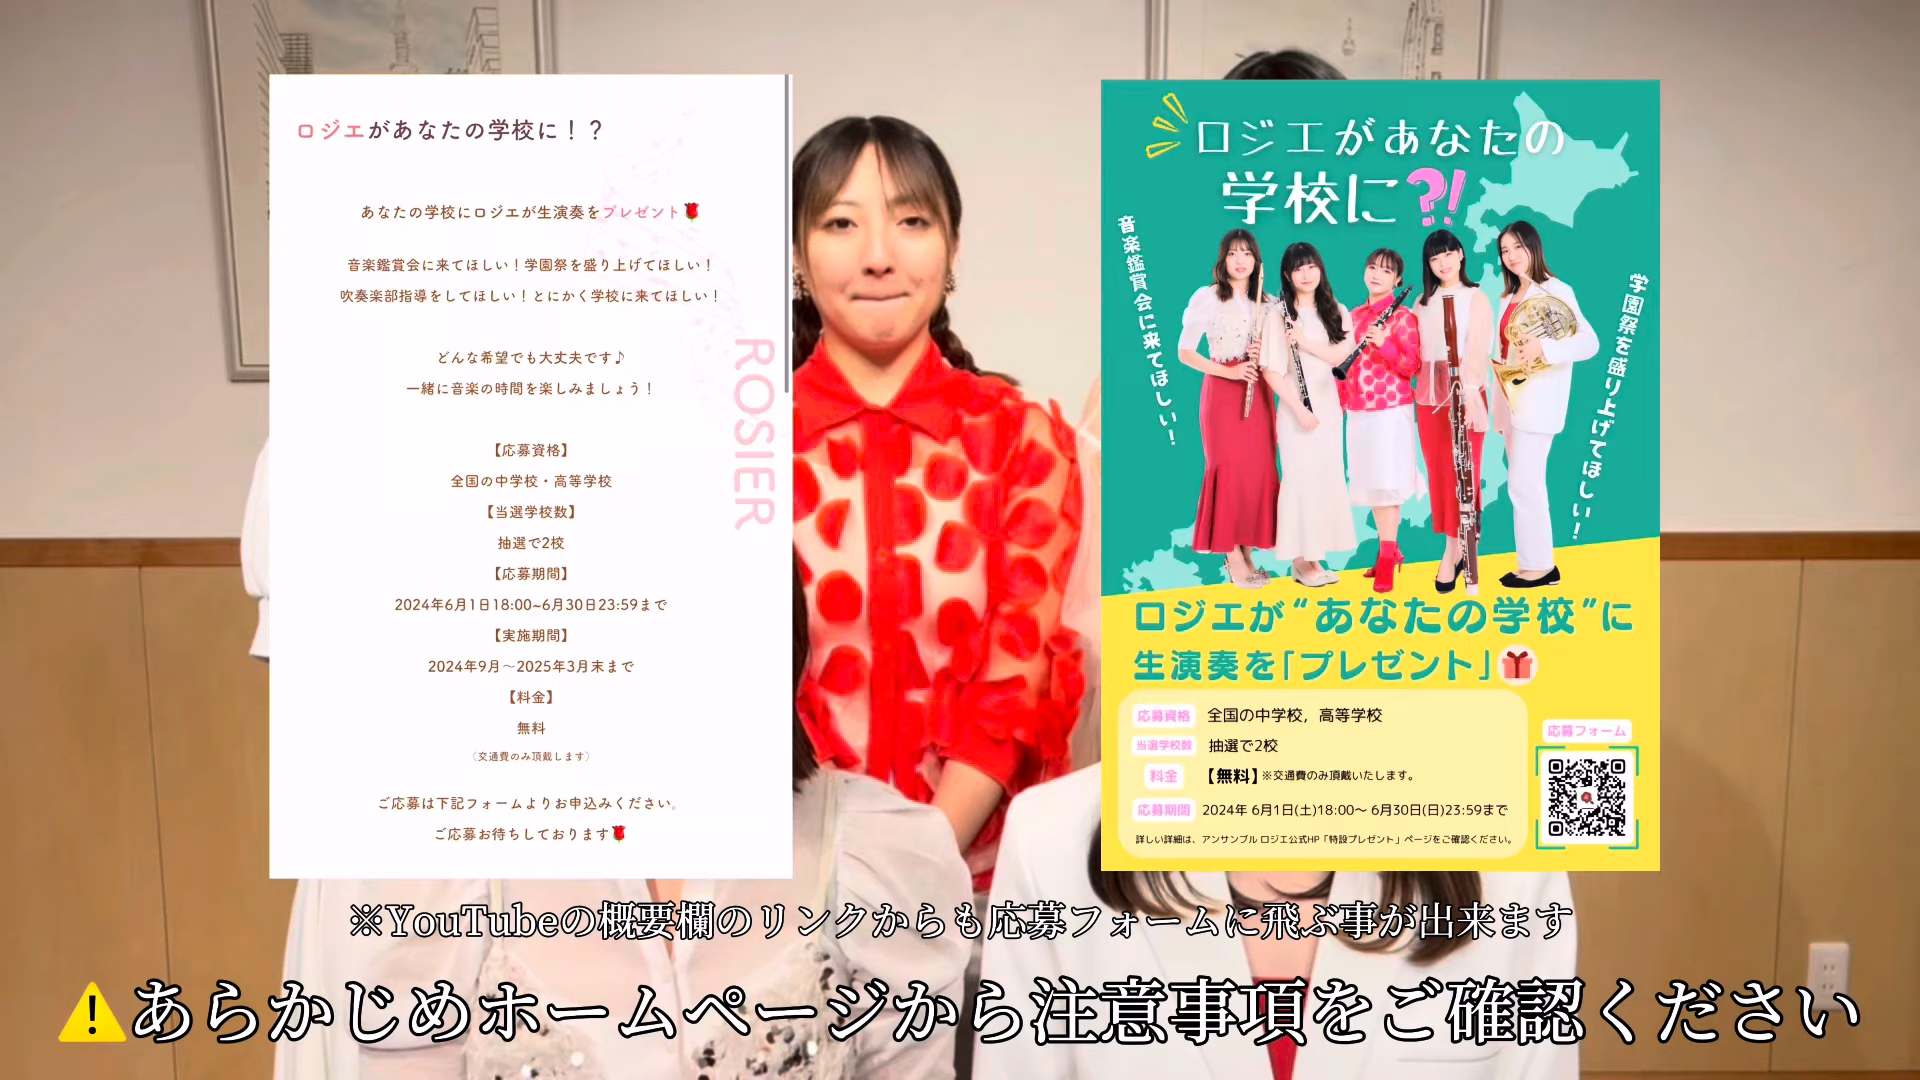 ロジエがあなたの学校に！？
あなたの学校にロジエが生演奏をプレゼント🌹
音楽鑑賞会に来てほしい！学園祭を盛り上げてほしい！
吹奏楽部指導をしてほしい！とにかく学校に来てほしい！
どんな希望でも大丈夫です♪
一緒に音楽の時間を楽しみましょう！
【応募資格】
全国の中学校・高等学校
【当選学校数】
抽選で2校
【応募期間】
2024年6月1日18:00~6月30日23:59まで
【実施期間】
2024年9月〜2025年3月末まで
【料金】
無料
（交通費のみ頂戴します）
ご応募は下記フォームよりお申込みください。
ご応募お待ちしております🌹
ROSIER
ロジエがあなたの
学校に?!
音楽鑑賞会に来てほしい！
学園祭を盛り上げてほしい！
ロジエが“あなたの学校”に
生演奏を「プレゼント」🎁
応募資格 全国の中学校，高等学校
当選学校数 抽選で2校
料金 【無料】※交通費のみ頂戴いたします。
応募期間 2024年 6月1日(土)18:00〜 6月30日(日)23:59まで
詳しい詳細は、アンサンブル ロジエ公式HP「特設プレゼント」ページをご確認ください。
応募フォーム
※YouTubeの概要欄のリンクからも応募フォームに飛ぶ事が出来ます
⚠️あらかじめホームページから注意事項をご確認ください